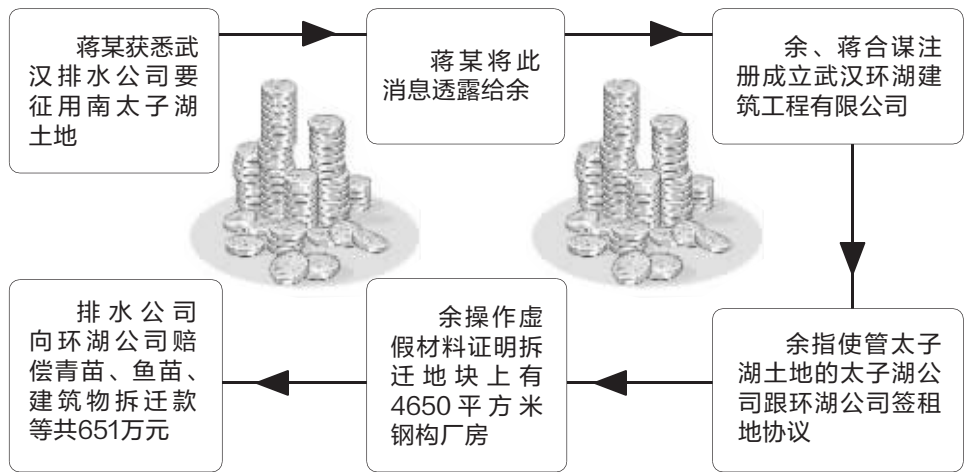 蒋某获悉武
汉排水公司要
征用南太子湖
土地
蒋某将此
消息透露给余
余、蒋合谋注
册成立武汉环湖建
筑工程有限公司
余指使管太子
湖土地的太子湖公
司跟环湖公司签租
地协议
余操作虚
假材料证明拆
迁地块上有
4650平方米
钢构厂房
排水公司
向环湖公司赔
偿青苗、鱼苗、
建筑物拆迁款
等共651万元